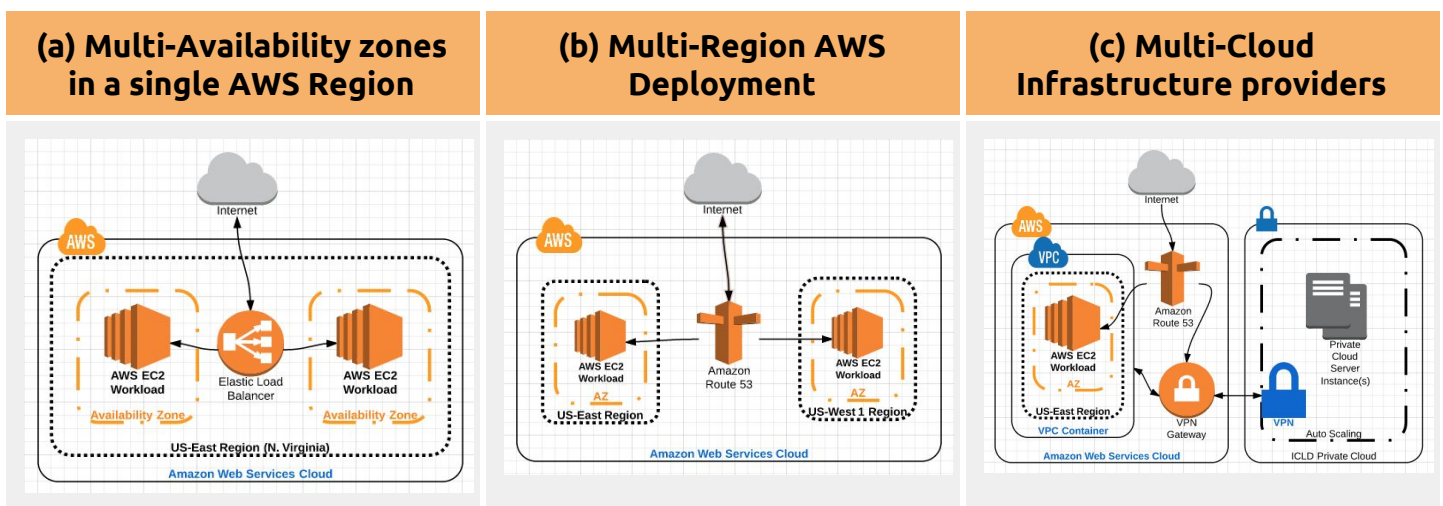 (a) Multi-Availability zones
in a single AWS Region
(b) Multi-Region AWS
Deployment
(c) Multi-Cloud
Infrastructure providers
Internet
AWS
AWS EC2
Workload
Availability Zone
Elastic Load
Balancer
AWS EC2
Workload
Availability Zone
US-East Region (N. Virginia)
Amazon Web Services Cloud
Internet
AWS
AWS EC2
Workload
AZ
US-East Region
Amazon
Route 53
AWS EC2
Workload
AZ
US-West 1 Region
Amazon Web Services Cloud
Internet
AWS
VPC
AWS EC2
Workload
AZ
US-East Region
VPC Container
Amazon
Route 53
VPN
Gateway
Amazon Web Services Cloud
Private
Cloud
Server
Instance(s)
VPN
Auto Scaling
ICLD Private Cloud